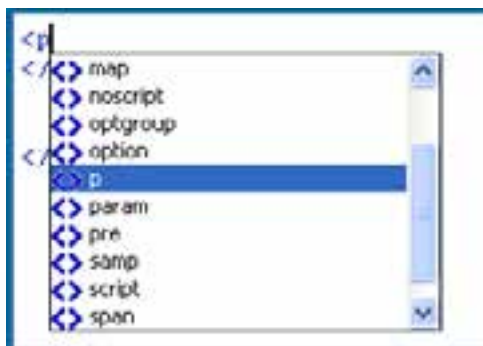 <p
</
<> map
<> noscript
<> optgroup
</
<> option
<> p
<> param
<> pre
<> samp
<> script
<> span